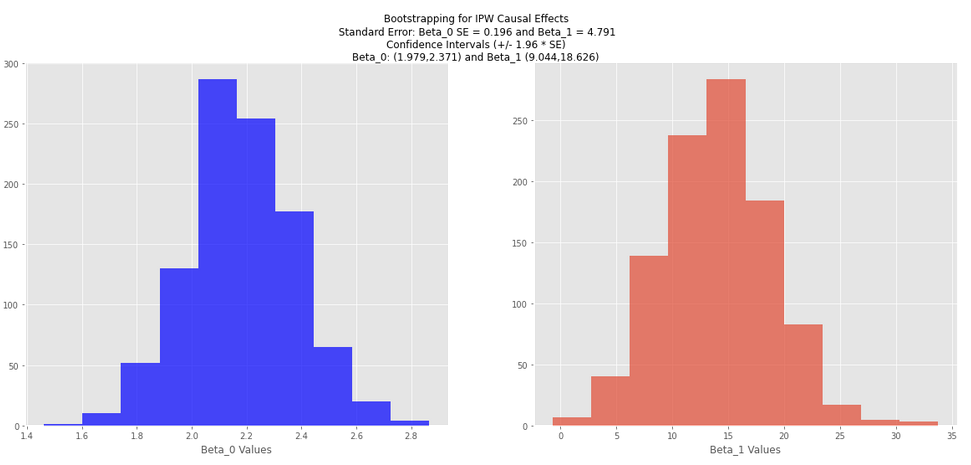 Bootstrapping for IPW Causal Effects
Standard Error: Beta_0 SE = 0.196 and Beta_1 = 4.791
Confidence Intervals (+/- 1.96 * SE)
Beta_0: (1.979,2.371) and Beta_1 (9.044,18.626)
300
250
200
150
100
50
0
1.4 1.6 1.8 2.0 2.2 2.4 2.6 2.8
Beta_0 Values
250
200
150
100
50
0
0 5 10 15 20 25 30 35
Beta_1 Values